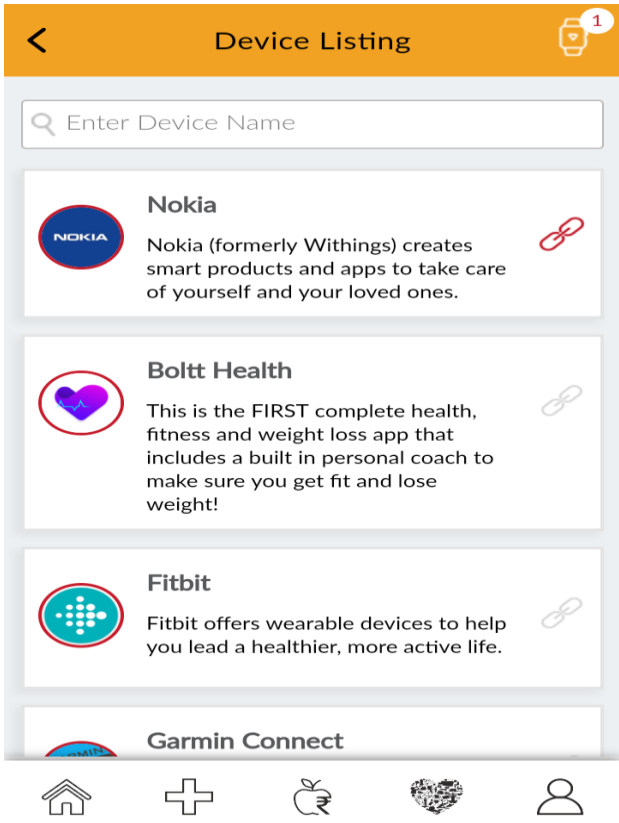 Device Listing
1
Enter Device Name
Nokia
NOKIA
Nokia (formerly Withings) creates
smart products and apps to take care
of yourself and your loved ones.
Boltt Health
This is the FIRST complete health,
fitness and weight loss app that
includes a built in personal coach to
make sure you get fit and lose
weight!
Fitbit
Fitbit offers wearable devices to help
you lead a healthier, more active life.
Garmin Connect
₹